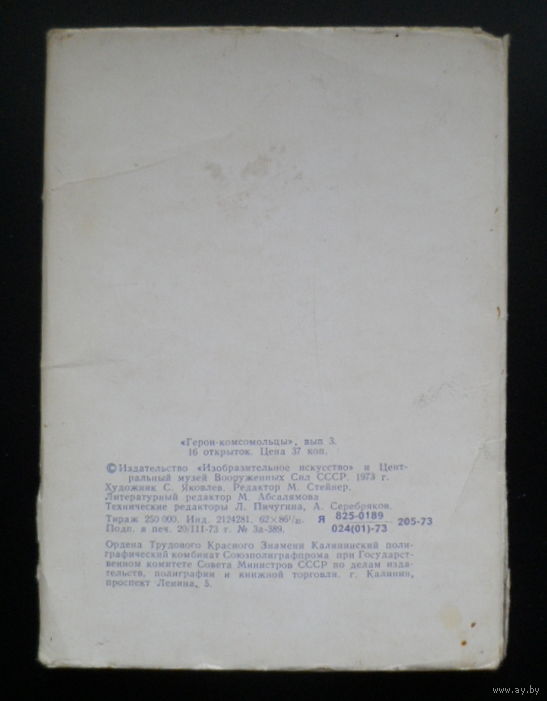 «Герои-комсомольцы», вып 3.
16 открыток. Цена 37 коп.
© Издательство «Изобразительное искусство» и Цент-
ральный музей Вооруженных Сил СССР. 1973 г.
Художник С. Яковлев. Редактор М. Стейнер.
Литературный редактор М. Абсалямова
Технические редакторы Л. Пичугина, А. Серебряков.
Тираж 250 000. Инд. 2124281. 62×86 Я 825-0189 205-73
Подп. в печ. 20/III-73 г. № За-389. 024(01)-73
Ордена Трудового Красного Знамени Калининский поли-
графический комбинат Союзполиграфпрома при Государст-
венном комитете Совета Министров СССР по делам изда-
тельств, полиграфии и книжной торговли. г. Калинин,
проспект Ленина, 5.
www.ay.by